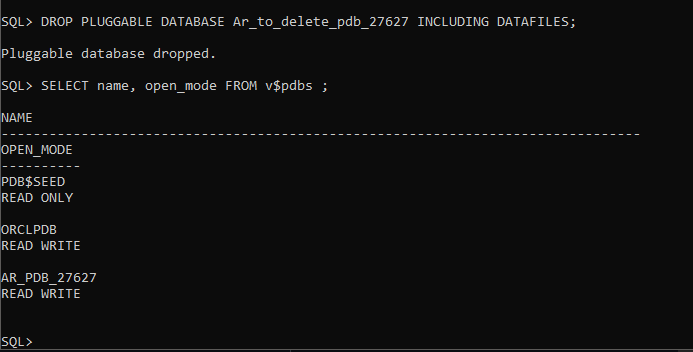 SQL> DROP PLUGGABLE DATABASE Ar_to_delete_pdb_27627 INCLUDING DATAFILES;
Pluggable database dropped.
SQL> SELECT name, open_mode FROM v$pdbs ;
NAME
--------------------------------------------------------------------------------
OPEN_MODE
----------
PDB$SEED
READ ONLY
ORCLPDB
READ WRITE
AR_PDB_27627
READ WRITE
SQL>